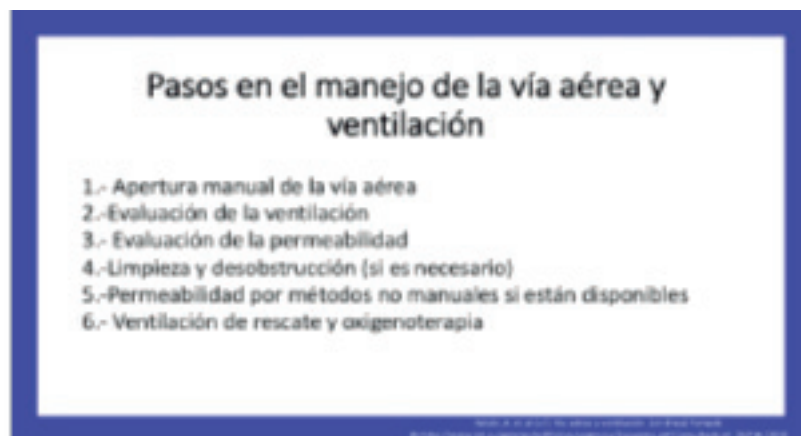 Pasos en el manejo de la vía aérea y
ventilación
1.- Apertura manual de la vía aérea
2.-Evaluación de la ventilación
3.- Evaluación de la permeabilidad
4.-Limpieza y desobstrucción (si es necesario)
5.-Permeabilidad por métodos no manuales si están disponibles
6.- Ventilación de rescate y oxigenoterapia